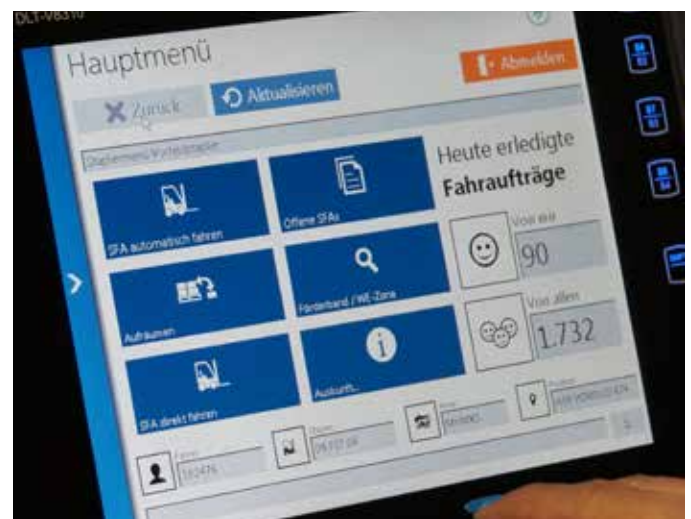 DLT-V8310
Hauptmenü
Zurück
Aktualisieren
Abmelden
SFA automatisch fahren
Offene SFAs
Heute erledigte
Fahraufträge
Aufräumen
Förderband / WE-Zone
Von mir
90
SFA direkt fahren
Auskunft...
Von allen
1.732
Fahrer